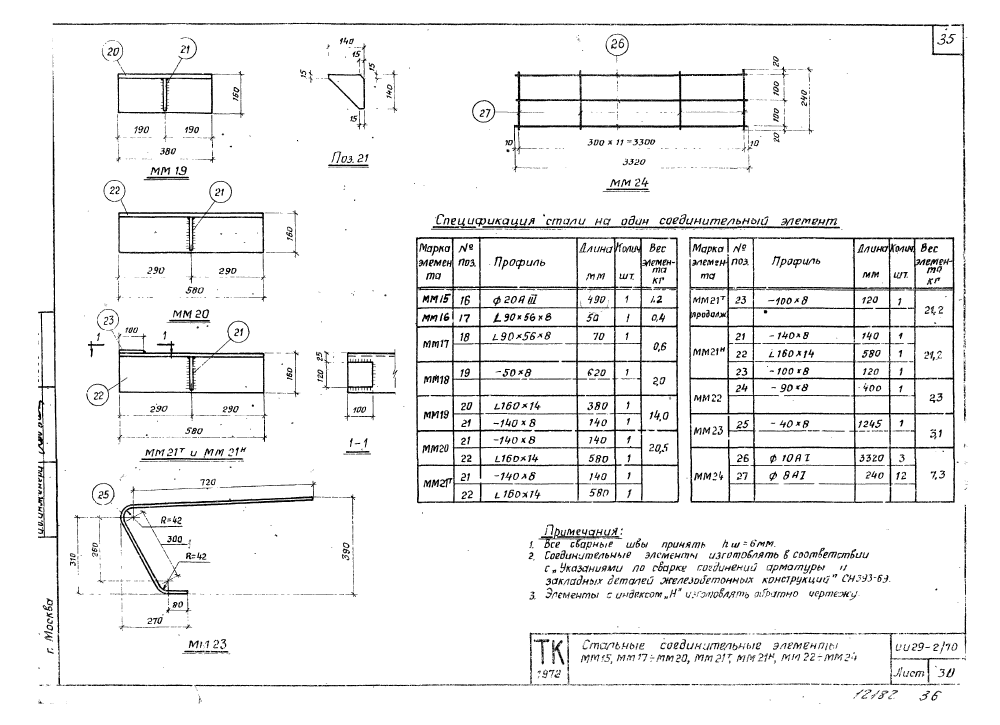 35
20
21
160
190
190
380
ММ 19
140
15
15
15
140
15
Поз. 21
26
27
20
100
100
20
240
10
300 x 11 = 3300
10
3320
ММ 24
22
21
160
290
290
580
ММ 20
23
100
1
1
21
22
160
290
290
580
ММ 21Т и ММ 21Н
25
120
100
1-1
25
720
R=42
300
R=42
310
260
390
80
270
ММ 23
Спецификация стали на один соединительный элемент
Марка элемен та | № поз. | Профиль | Длина мм | Колич. шт. | Вес элемен- та кг
ММ15 | 16 | ф 20 А III | 490 | 1 | 1.2
ММ16 | 17 | L 90×56×8 | 50 | 1 | 0,4
ММ17 | 18 | L 90×56×8 | 70 | 1 | 0,6
ММ18 | 19 | -50×8 | 620 | 1 | 2,0
ММ19 | 20 | L160×14 | 380 | 1 | 14,0
21 | -140×8 | 140 | 1
ММ20 | 21 | -140×8 | 140 | 1 | 20,5
22 | L160×14 | 580 | 1
ММ21Т | 21 | -140×8 | 140 | 1
22 | L160×14 | 580 | 1
Марка элемен- та | № поз. | Профиль | Длина мм | Колич. шт. | Вес элемен- та кг
ММ21Т продолж. | 23 | -100×8 | 120 | 1 | 21,2
ММ21Н | 21 | -140×8 | 140 | 1 | 21,2
22 | L160×14 | 580 | 1
23 | -100×8 | 120 | 1
ММ22 | 24 | -90×8 | 400 | 1 | 2,3
ММ23 | 25 | -40×8 | 1245 | 1 | 3,1
ММ24 | 26 | ф 10 А I | 3320 | 3 | 7,3
27 | ф 8 А I | 240 | 12
Примечания:
1. Все сварные швы принять hш=6мм.
2. Соединительные элементы изготовлять в соответствии
с „Указаниями по сварке соединений арматуры и
закладных деталей железобетонных конструкций" СН393-69.
3. Элементы с индексом „Н" изготовлять обратно чертежу.
г. Москва
ТК
1972
Стальные соединительные элементы
ММ15, ММ17÷ММ20, ММ21Т, ММ21Н, ММ22÷ММ24
ИИ29-2/70
Лист 30
12182 36